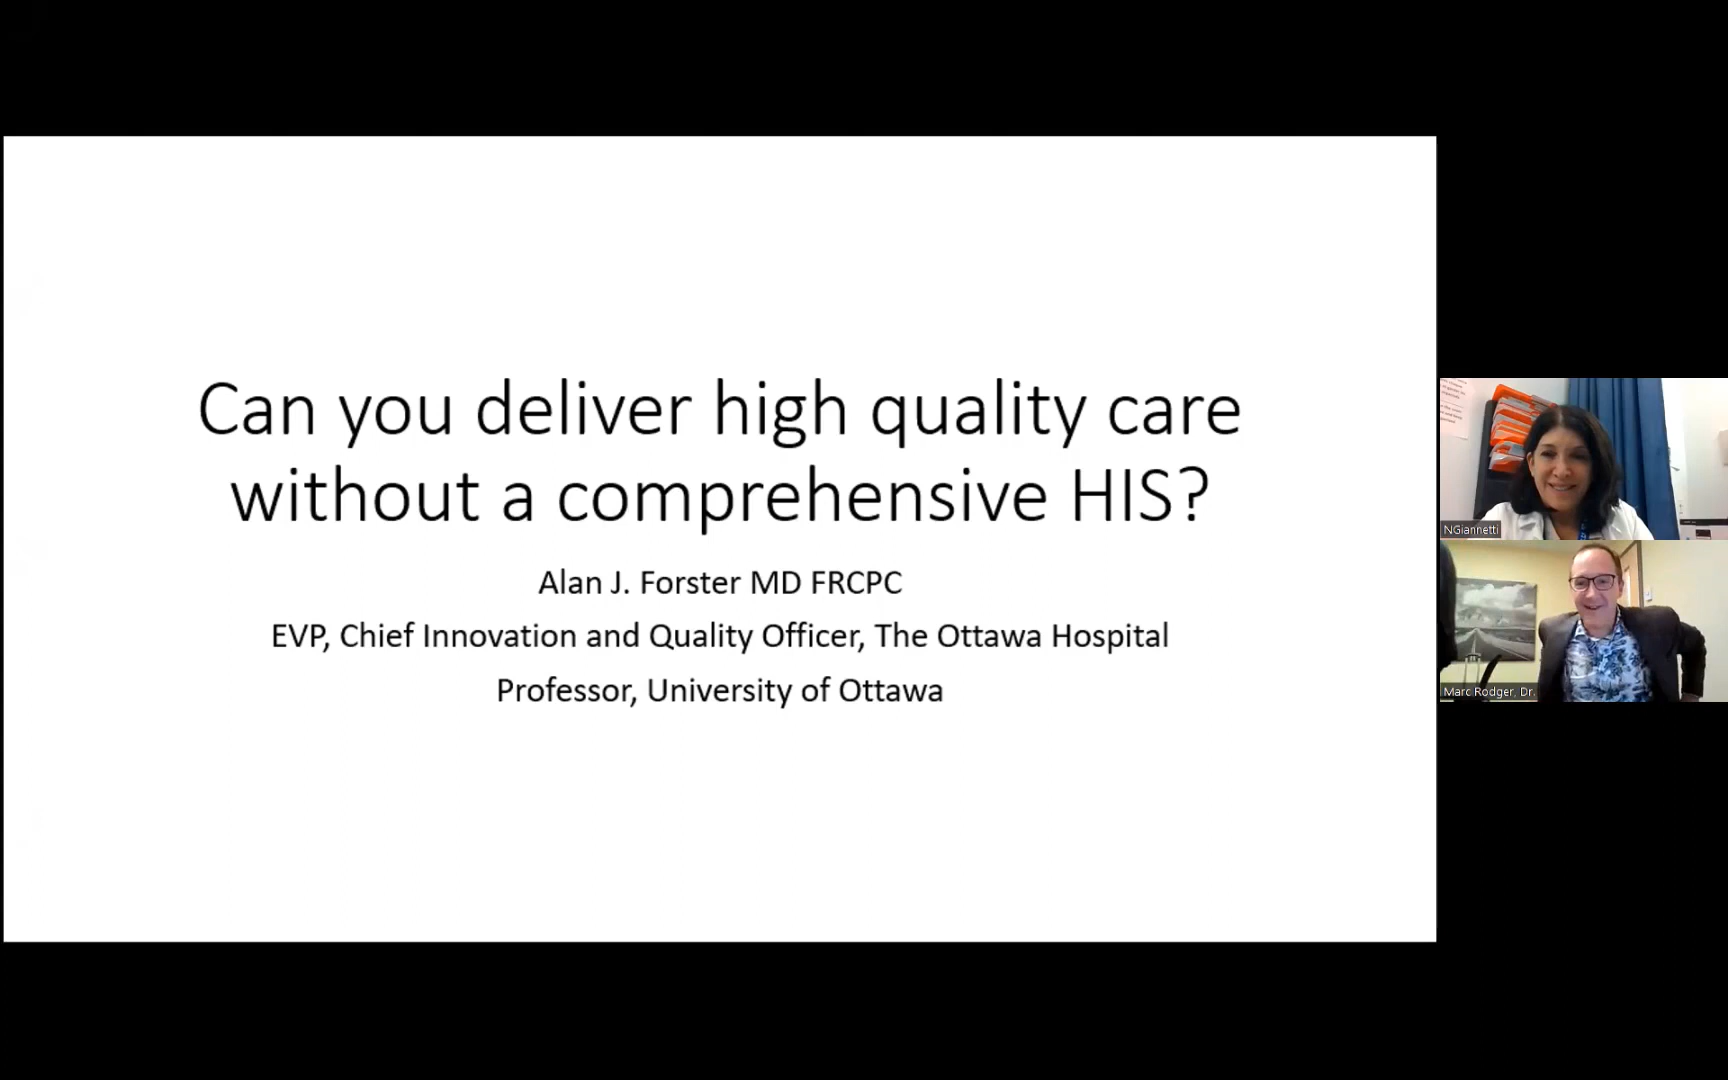 Can you deliver high quality care
without a comprehensive HIS?
Alan J. Forster MD FRCPC
EVP, Chief Innovation and Quality Officer, The Ottawa Hospital
Professor, University of Ottawa
NGiannetti
Marc Rodger, Dr.